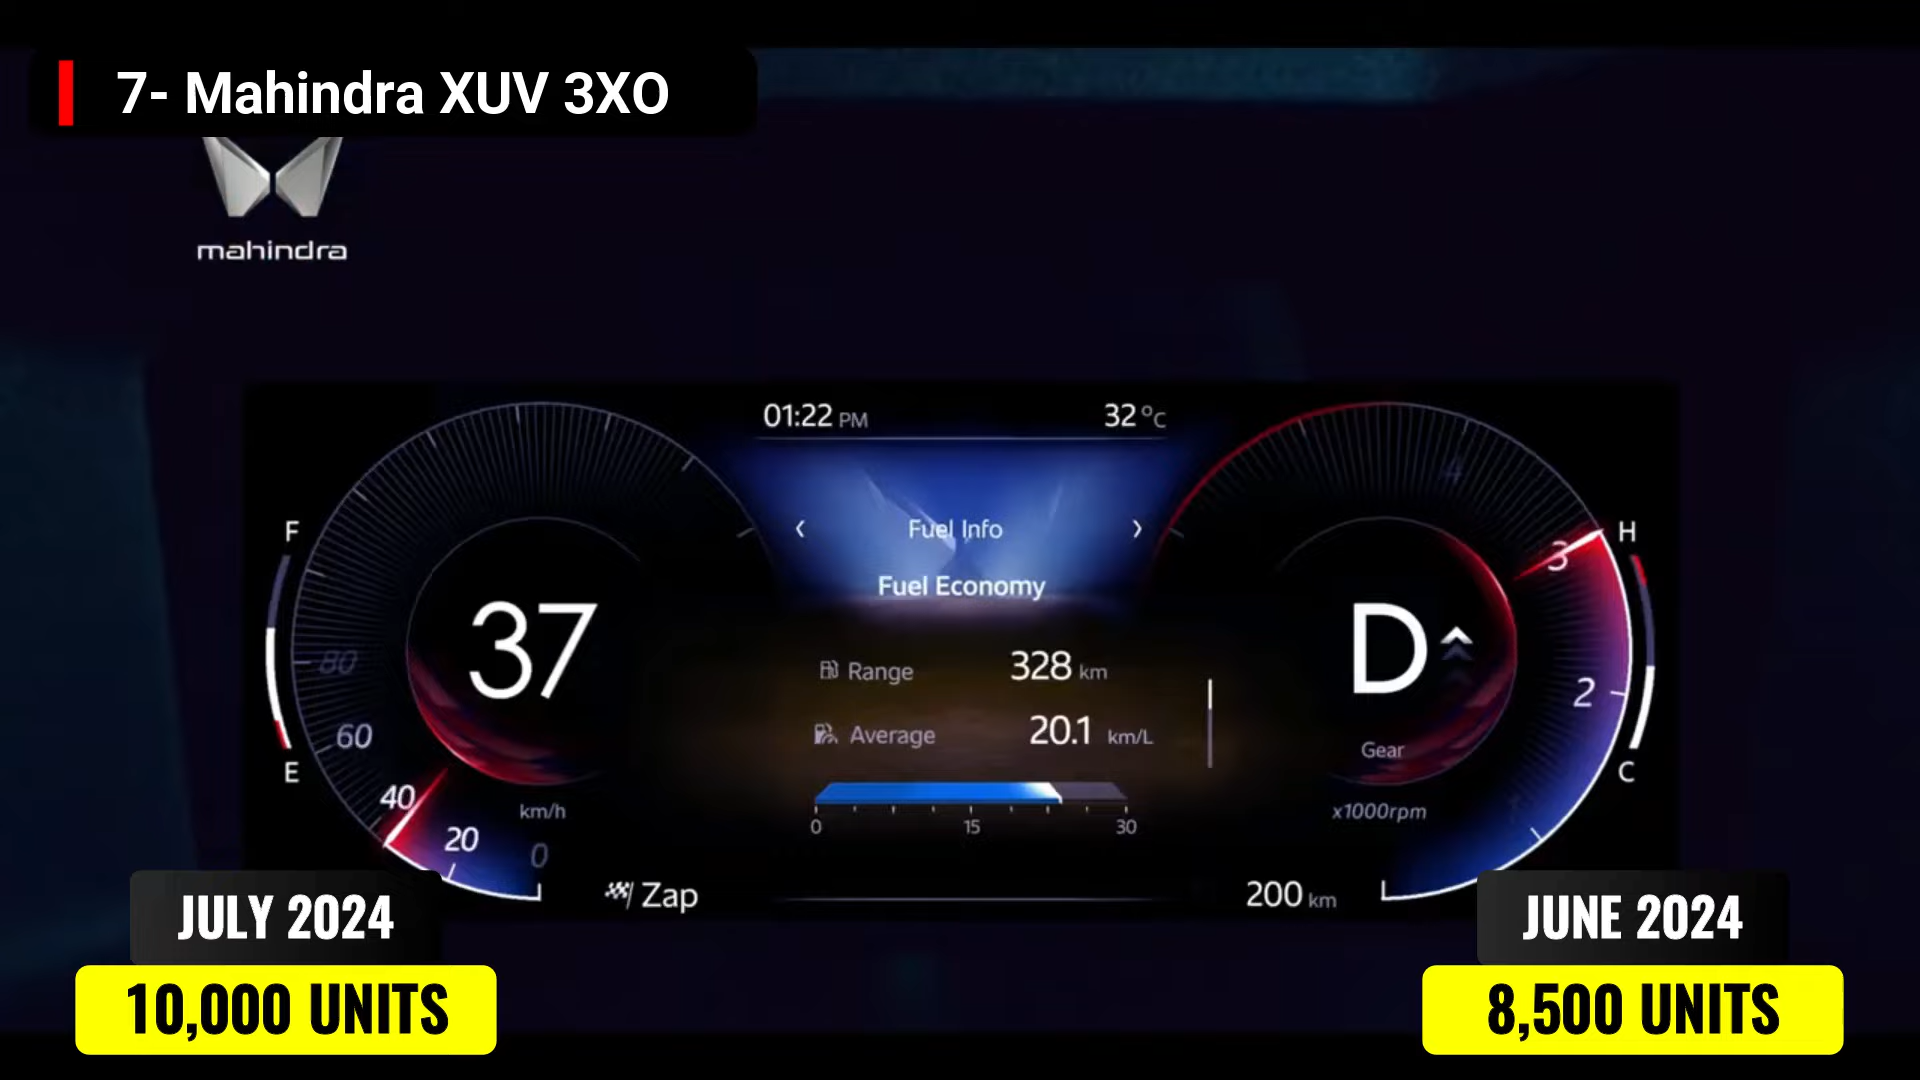 7- Mahindra XUV 3XO
mahindra
01:22 PM
32°C
Fuel Info
Fuel Economy
Range 328 km
Average 20.1 km/L
0 15 30
F
E
80
60
40
20
0
37
km/h
Zap
200 km
H
C
4
3
2
D
Gear
x1000rpm
JULY 2024
10,000 UNITS
JUNE 2024
8,500 UNITS